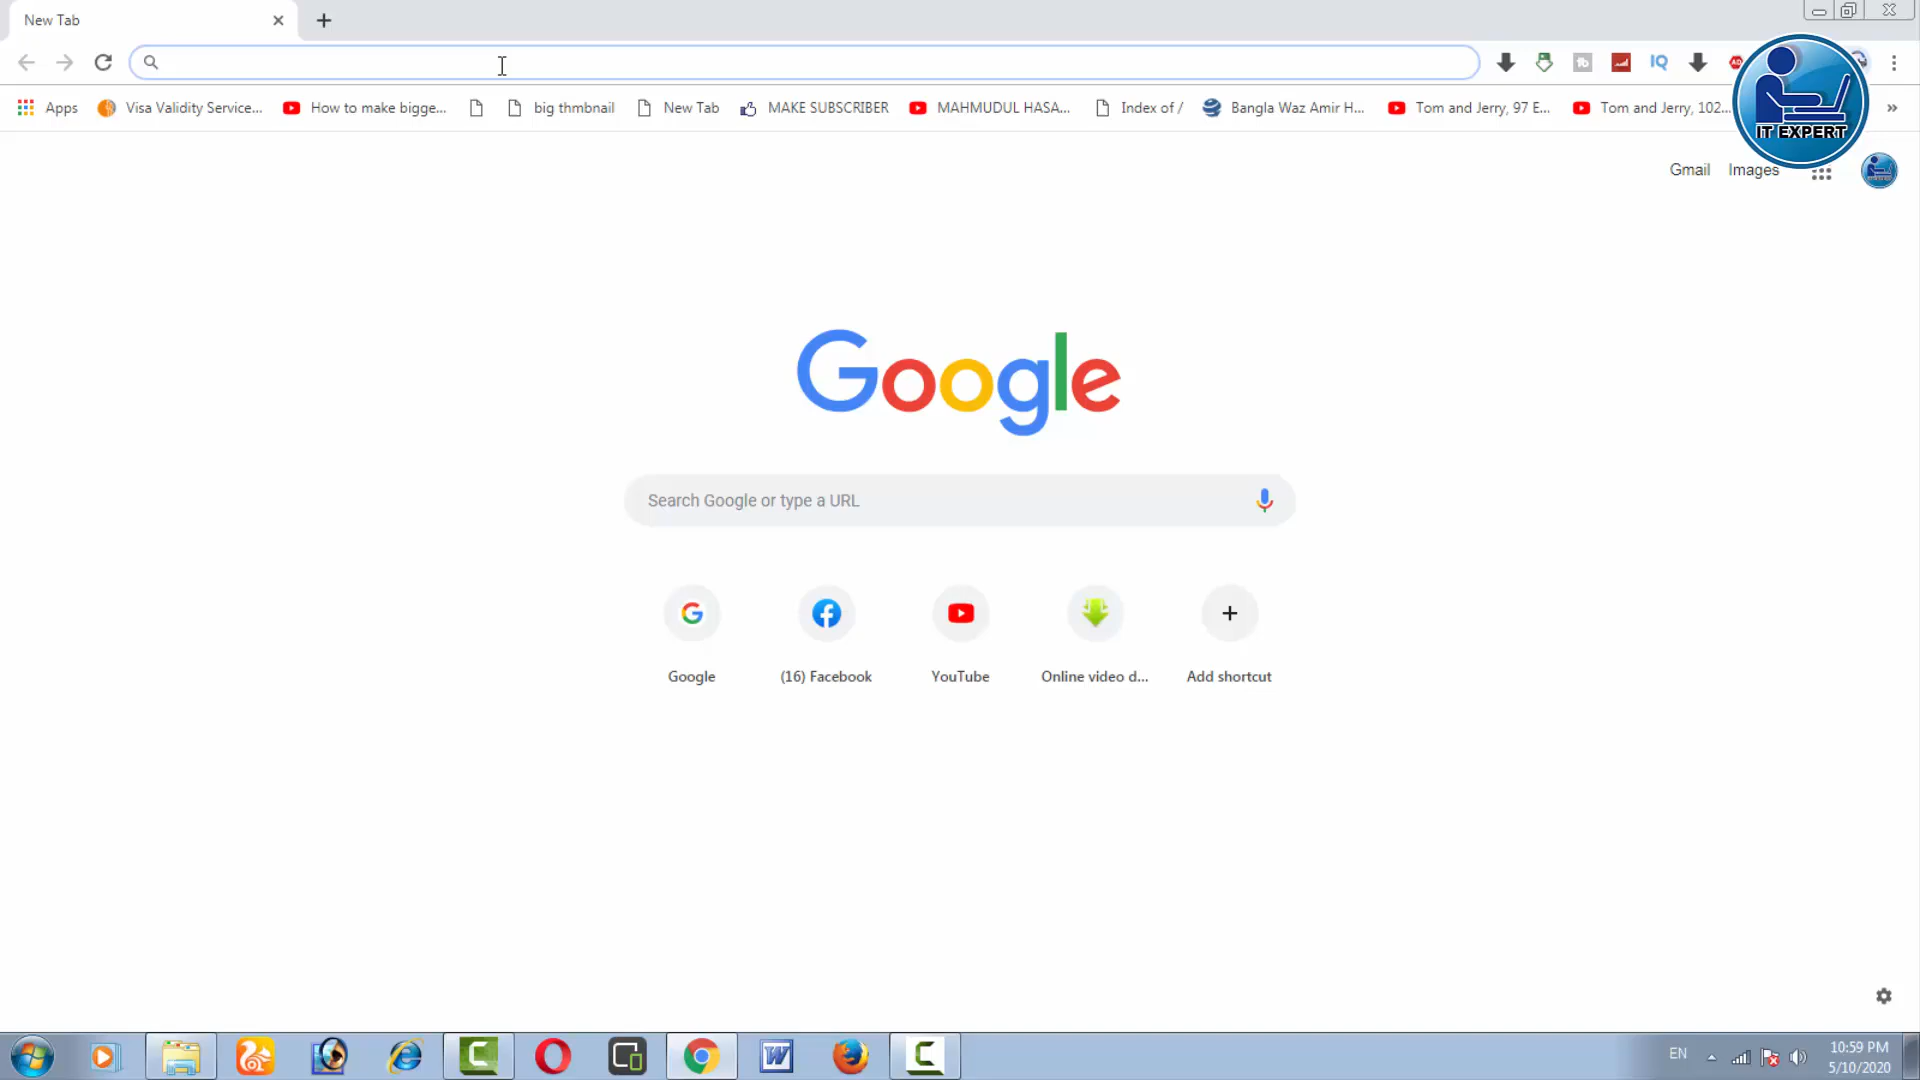 New Tab
Apps
Visa Validity Service...
How to make bigge...
big thmbnail
New Tab
MAKE SUBSCRIBER
MAHMUDUL HASA...
Index of /
Bangla Waz Amir H...
Tom and Jerry, 97 E...
Tom and Jerry, 102...
»
IQ
IT EXPERT
Gmail
Images
Google
Search Google or type a URL
Google
(16) Facebook
YouTube
Online video d...
Add shortcut
EN
10:59 PM
5/10/2020